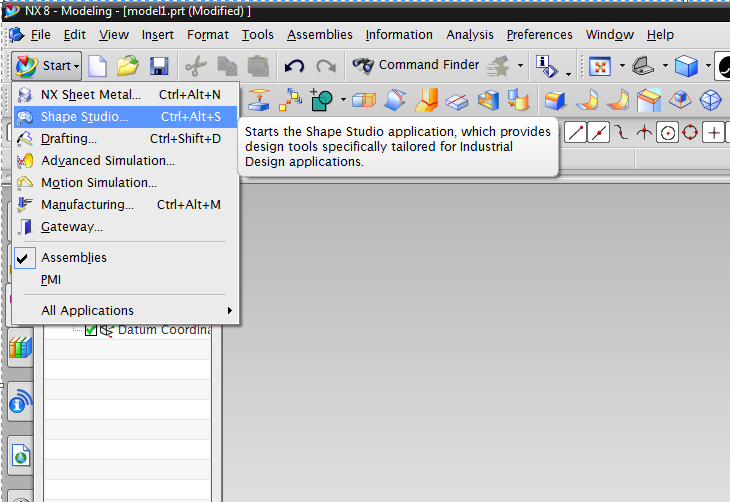 NX 8 - Modeling - [model1.prt (Modified) ]
File Edit View Insert Format Tools Assemblies Information Analysis Preferences Window Help
Start Command Finder
NX Sheet Metal... Ctrl+Alt+N
Shape Studio... Ctrl+Alt+S
Drafting... Ctrl+Shift+D
Advanced Simulation...
Motion Simulation...
Manufacturing... Ctrl+Alt+M
Gateway...
Assemblies
PMI
All Applications
Starts the Shape Studio application, which provides
design tools specifically tailored for Industrial
Design applications.
Datum Coordina